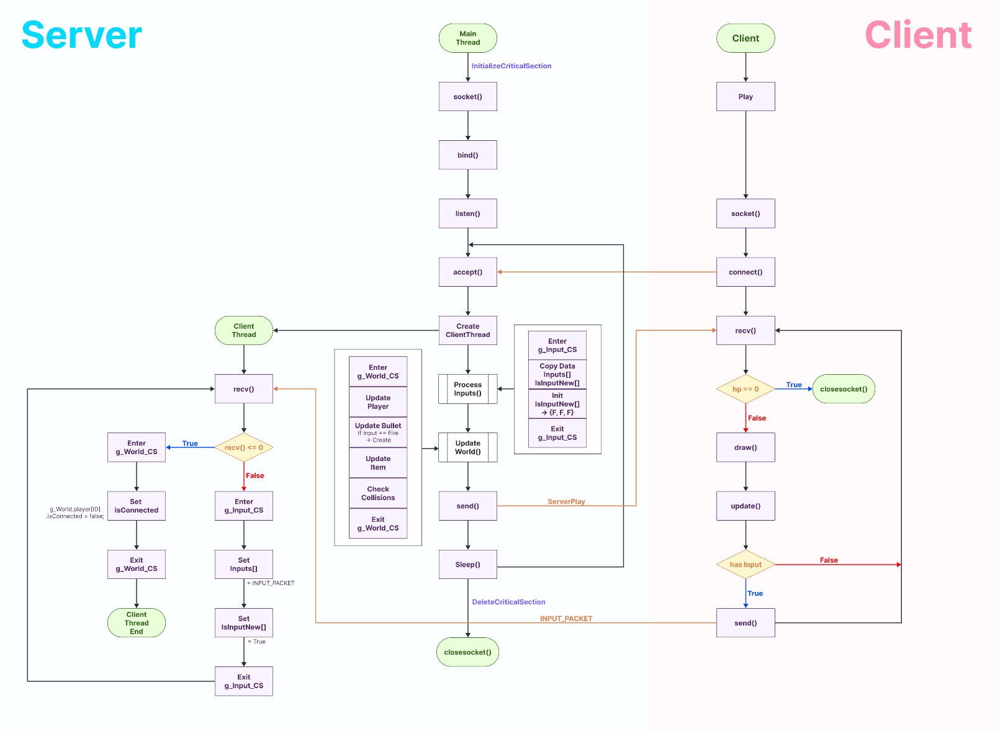 Server
Client
Main
Thread
InitializeCriticalSection
socket()
bind()
listen()
accept()
Create
ClientThread
Process
Inputs()
Update
World()
send()
ServerPlay
Sleep()
DeleteCriticalSection
closesocket()
Enter
g_Input_CS
Copy Data
Inputs[]
IsInputNew[]
Init
IsInputNew[]
→ {F, F, F}
Exit
g_Input_CS
Enter
g_World_CS
Update
Player
Update Bullet
if Input == Fire
→ Create
Update
Item
Check
Collisions
Exit
g_World_CS
Client
Thread
recv()
recv() <= 0
True
False
Enter
g_World_CS
Set
isConnected
g_World.player[ID]
.isConnected = false;
Exit
g_World_CS
Client
Thread
End
Enter
g_Input_CS
Set
Inputs[]
= INPUT_PACKET
Set
IsInputNew[]
= True
Exit
g_Input_CS
Client
Play
socket()
connect()
recv()
hp == 0
True
closesocket()
False
draw()
update()
has Input
False
True
send()
INPUT_PACKET